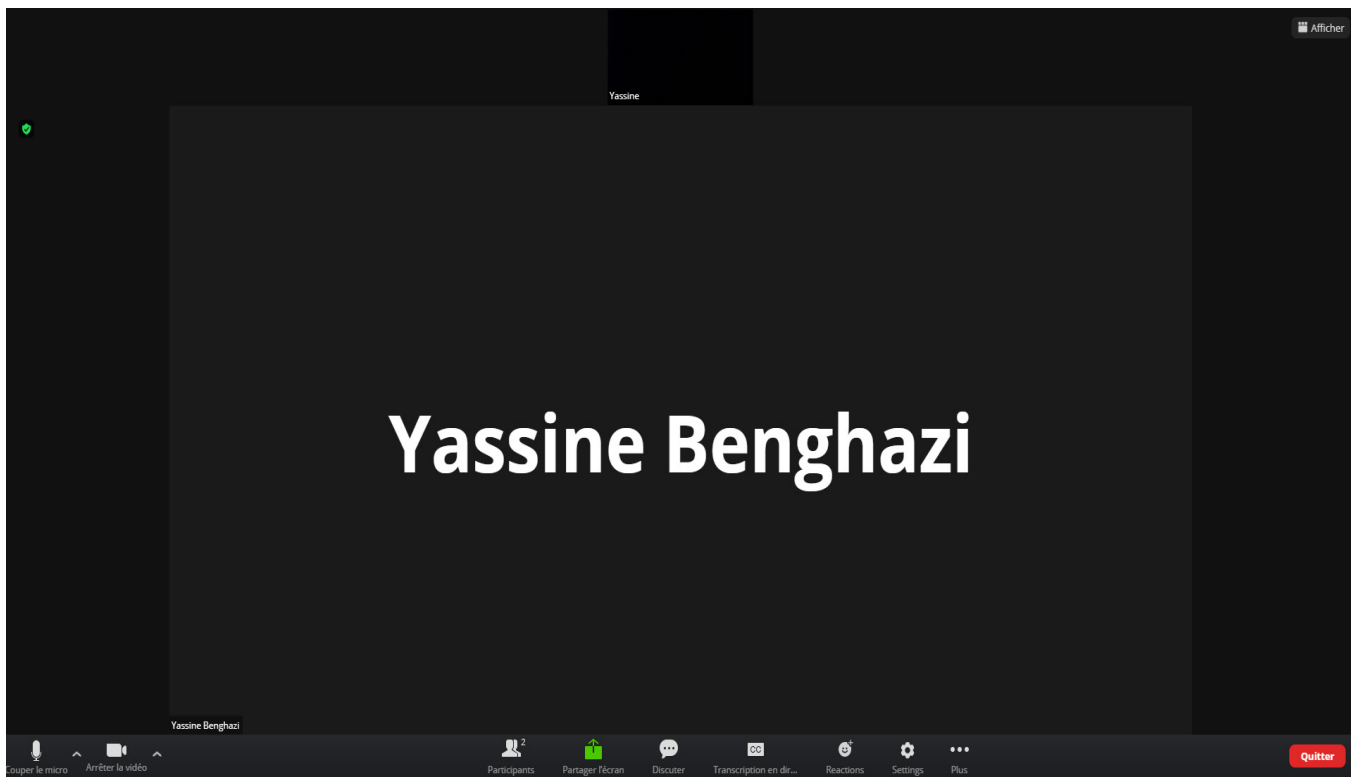 Afficher
Yassine
Yassine Benghazi
Yassine Benghazi
Couper le micro
Arrêter la vidéo
2
Participants
Partager l'écran
Discuter
CC
Transcription en dir...
Reactions
Settings
Plus
Quitter